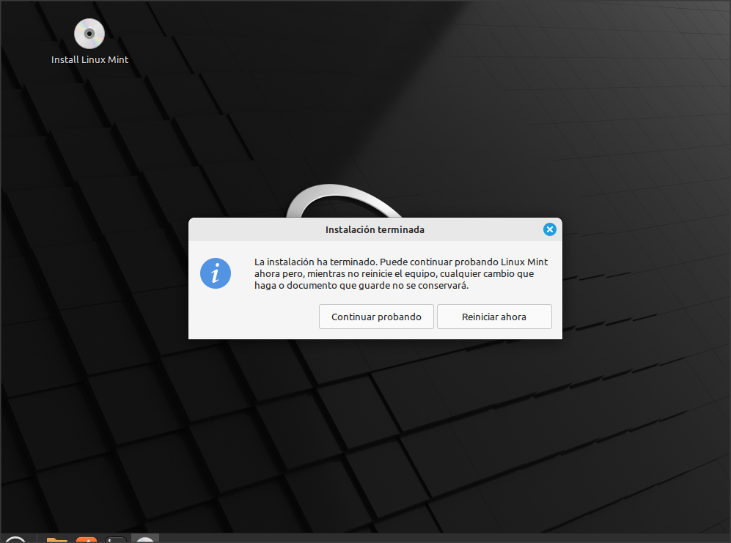 Install Linux Mint
Instalación terminada
La instalación ha terminado. Puede continuar probando Linux Mint
ahora pero, mientras no reinicie el equipo, cualquier cambio que
haga o documento que guarde no se conservará.
Continuar probando
Reiniciar ahora